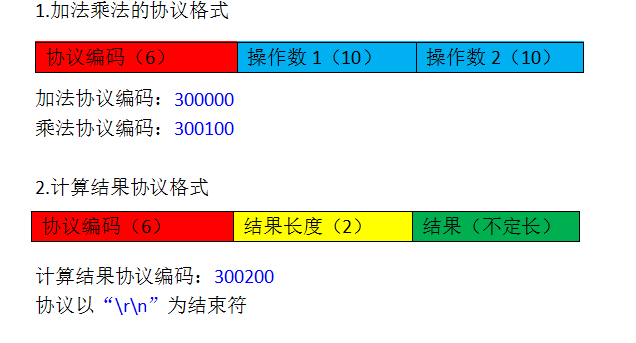 1.加法乘法的协议格式
协议编码（6） 操作数 1（10） 操作数 2（10）
加法协议编码：300000
乘法协议编码：300100
2.计算结果协议格式
协议编码（6） 结果长度（2） 结果（不定长）
计算结果协议编码：300200
协议以“\r\n”为结束符